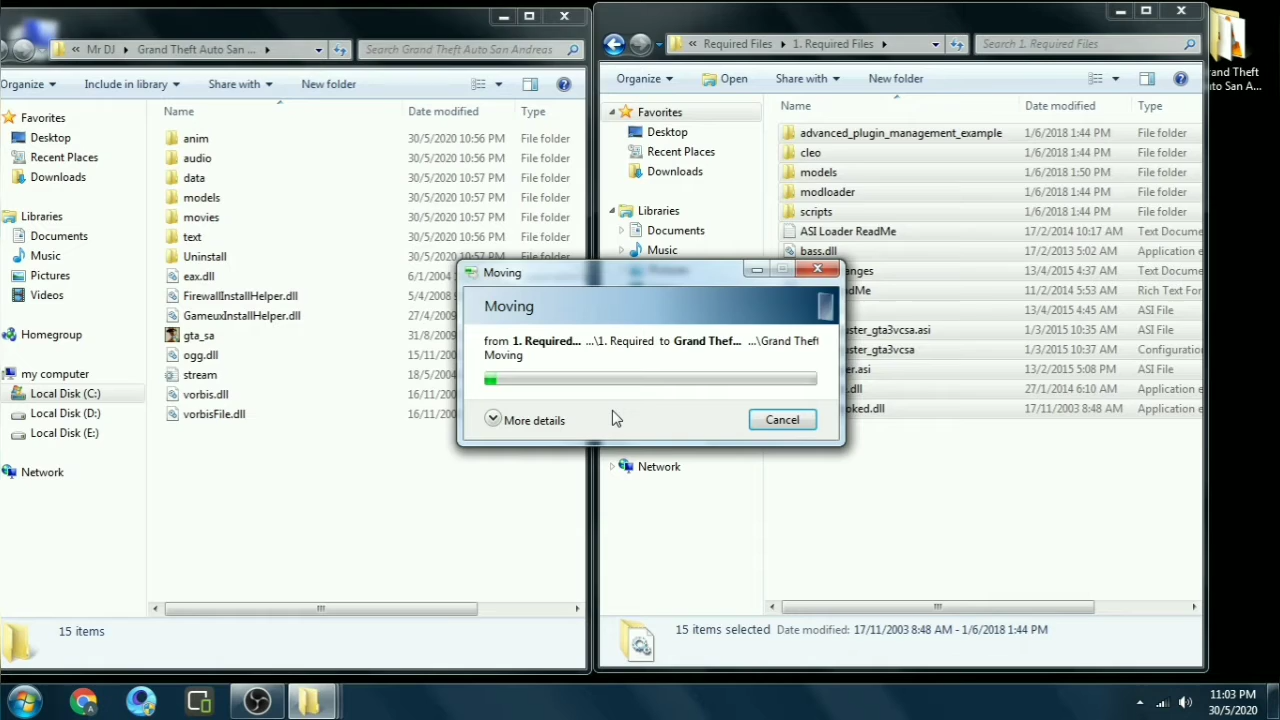 Mr DJ ▸ Grand Theft Auto San ... ▸
Search Grand Theft Auto San Andreas
Organize Include in library Share with New folder
Name Date modified Type
Favorites
Desktop
Recent Places
Downloads
Libraries
Documents
Music
Pictures
Videos
Homegroup
my computer
Local Disk (C:)
Local Disk (D:)
Local Disk (E:)
Network
anim 30/5/2020 10:56 PM File folder
audio 30/5/2020 10:56 PM File folder
data 30/5/2020 10:56 PM File folder
models 30/5/2020 10:57 PM File folder
movies 30/5/2020 10:57 PM File folder
text 30/5/2020 10:57 PM File folder
Uninstall 30/5/2020 10:57 PM File folder
eax.dll 6/1/2004
FirewallInstallHelper.dll 5/4/2008
GameuxInstallHelper.dll 27/4/2009
gta_sa 31/8/2009
ogg.dll 15/11/
stream 18/5/2004
vorbis.dll 16/11/
vorbisFile.dll 16/11/
15 items
Required Files ▸ 1. Required Files ▸
Search 1. Required Files
Organize Open Share with New folder
Name Date modified Type
Favorites
Desktop
Recent Places
Downloads
Libraries
Documents
Music
Pictures
Network
advanced_plugin_management_example 1/6/2018 1:44 PM File folder
cleo 1/6/2018 1:44 PM File folder
models 1/6/2018 1:50 PM File folder
modloader 1/6/2018 1:44 PM File folder
scripts 1/6/2018 1:44 PM File folder
ASI Loader ReadMe 17/2/2014 10:17 AM Text Docume
bass.dll 17/2/2013 5:02 AM Application e
anges 13/4/2015 4:37 AM Text Docume
dMe 11/2/2014 5:53 AM Rich Text For
13/4/2015 4:45 AM ASI File
uster_gta3vcsa.asi 1/3/2015 10:35 AM ASI File
uster_gta3vcsa 1/3/2015 10:35 AM Configuration
er.asi 13/2/2015 5:08 PM ASI File
.dll 27/1/2014 6:10 AM Application e
oked.dll 17/11/2003 8:48 AM Application e
15 items selected Date modified: 17/11/2003 8:48 AM - 1/6/2018 1:44 PM
Moving
Moving
from 1. Required... ...\1. Required to Grand Thef... ...\Grand Theft
Moving
More details
Cancel
rand Theft
uto San A...
11:03 PM
30/5/2020